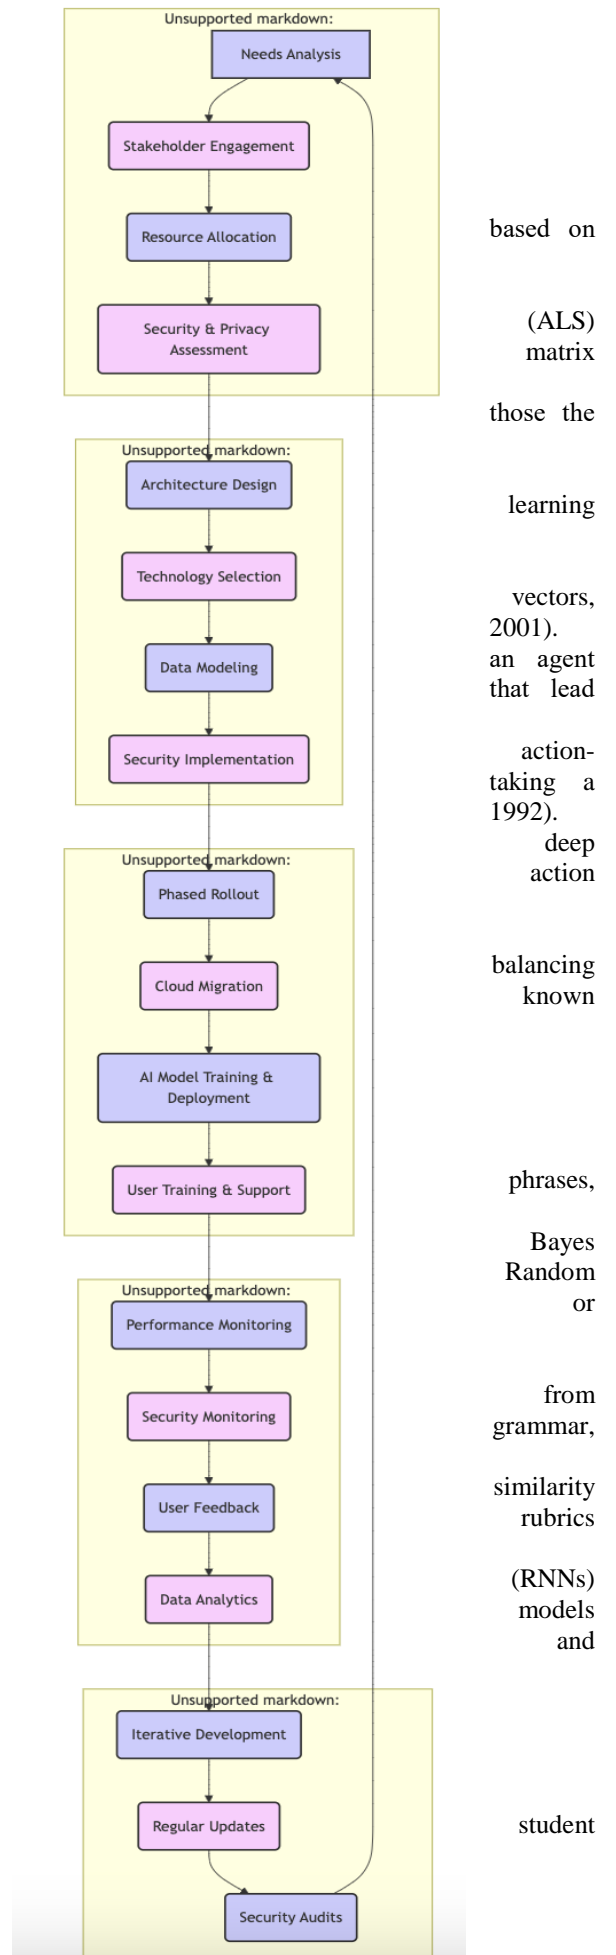 Unsupported markdown:
Needs Analysis
Stakeholder Engagement
Resource Allocation
Security & Privacy
Assessment
Unsupported markdown:
Architecture Design
Technology Selection
Data Modeling
Security Implementation
Unsupported markdown:
Phased Rollout
Cloud Migration
AI Model Training &
Deployment
User Training & Support
Unsupported markdown:
Performance Monitoring
Security Monitoring
User Feedback
Data Analytics
Unsupported markdown:
Iterative Development
Regular Updates
Security Audits
based on
(ALS)
matrix
those the
learning
vectors,
2001).
an agent
that lead
action-
taking a
1992).
deep
action
balancing
known
phrases,
Bayes
Random
or
from
grammar,
similarity
rubrics
(RNNs)
models
and
student